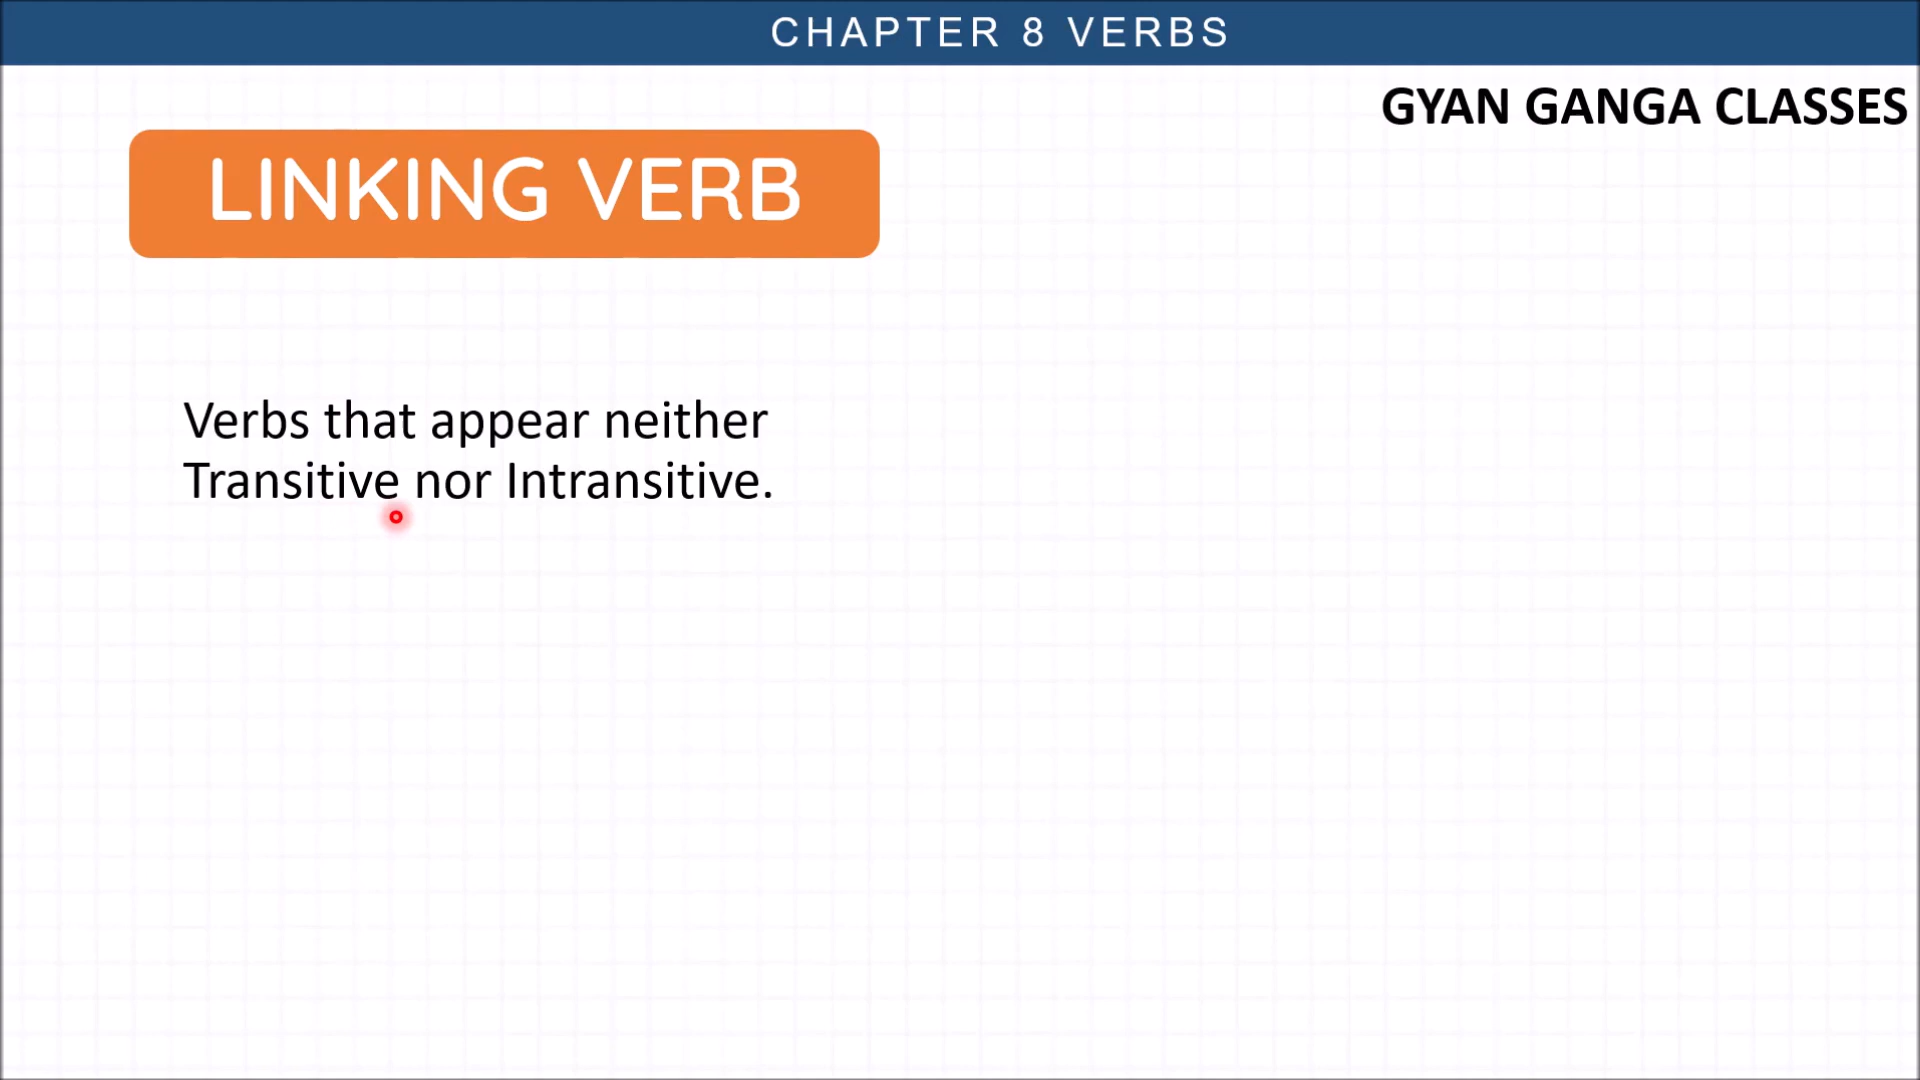 CHAPTER 8 VERBS
GYAN GANGA CLASSES
LINKING VERB
Verbs that appear neither
Transitive nor Intransitive.